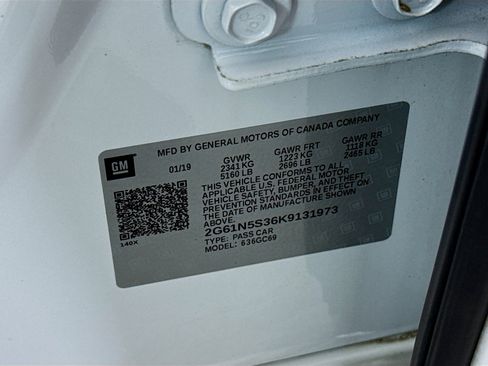 MFD BY GENERAL MOTORS OF CANADA COMPANY
GM
01/19 GVWR GAWR FRT GAWR RR
2341 KG 1223 KG 1118 KG
5160 LB 2696 LB 2465 LB
THIS VEHICLE CONFORMS TO ALL
APPLICABLE U.S. FEDERAL MOTOR
VEHICLE SAFETY, BUMPER, AND THEFT
PREVENTION STANDARDS IN EFFECT ON
THE DATE OF MANUFACTURE SHOWN
ABOVE.
2G61N5S36K9131973
TYPE: PASS CAR
MODEL: 636GC69
140X